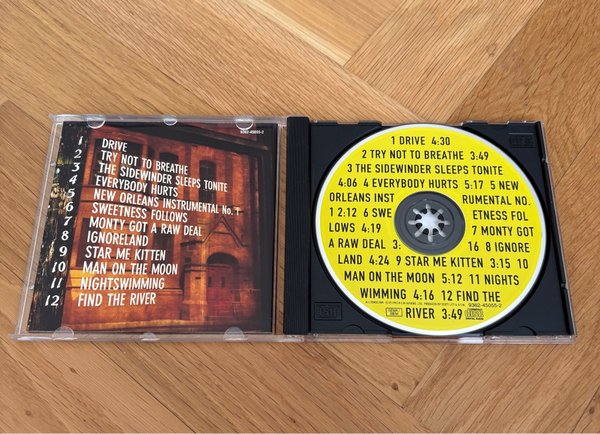 9362-45055-2
1 DRIVE
2 TRY NOT TO BREATHE
3 THE SIDEWINDER SLEEPS TONITE
4 EVERYBODY HURTS
5 NEW ORLEANS INSTRUMENTAL No. 1
6 SWEETNESS FOLLOWS
7 MONTY GOT A RAW DEAL
8 IGNORELAND
9 STAR ME KITTEN
10 MAN ON THE MOON
11 NIGHTSWIMMING
12 FIND THE RIVER
1 DRIVE 4:30
2 TRY NOT TO BREATHE 3:49
3 THE SIDEWINDER SLEEPS TONITE
4:06 4 EVERYBODY HURTS 5:17 5 NEW
ORLEANS INST RUMENTAL NO.
1 2:12 6 SWE ETNESS FOL
LOWS 4:19 7 MONTY GOT
A RAW DEAL 3: 16 8 IGNORE
LAND 4:24 9 STAR ME KITTEN 3:15 10
MAN ON THE MOON 5:12 11 NIGHTS
WIMMING 4:16 12 FIND THE
9362-45055-2
RIVER 3:49